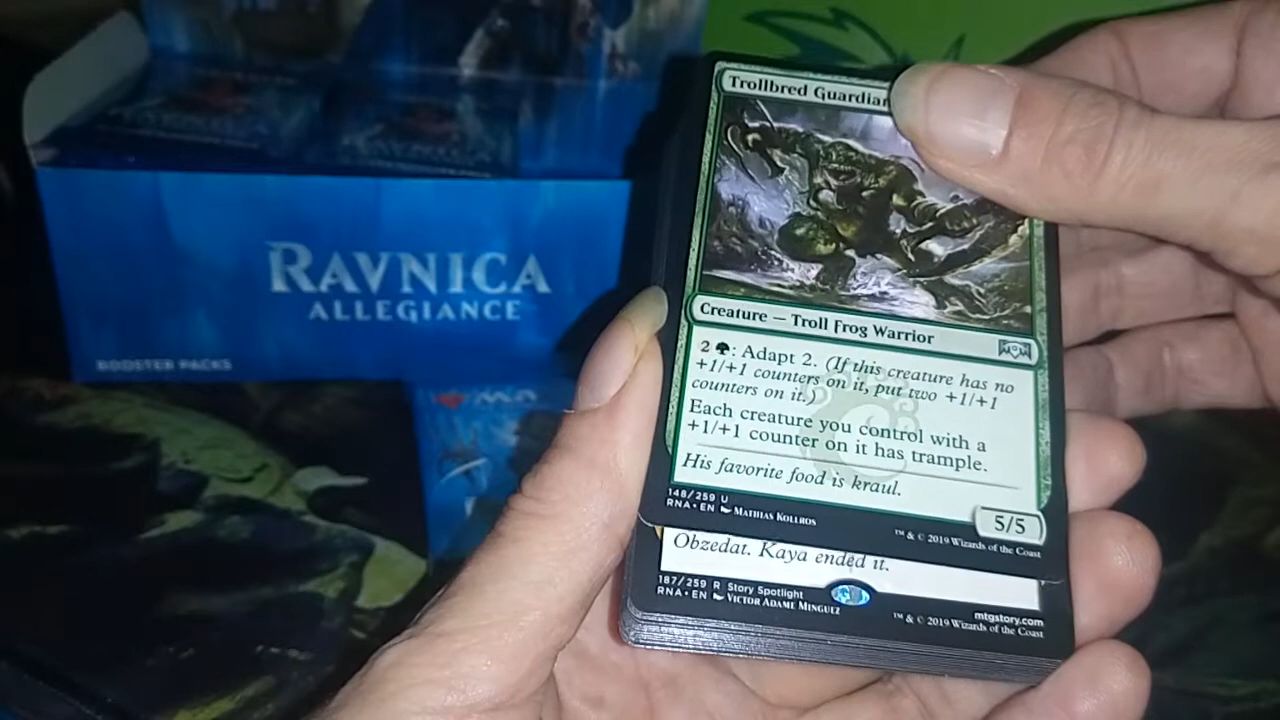 RAVNICA
ALLEGIANCE
BOOSTER PACKS
Trollbred Guardian
Creature — Troll Frog Warrior
2 : Adapt 2. (If this creature has no
+1/+1 counters on it, put two +1/+1
counters on it.)
Each creature you control with a
+1/+1 counter on it has trample.
His favorite food is kraul.
148/259 U
RNA • EN Mathias Kollros
5/5
™ & © 2019 Wizards of the Coast
Obzedat. Kaya ended it.
187/259 R Story Spotlight
RNA • EN Victor Adame Minguez
mtgstory.com
™ & © 2019 Wizards of the Coast